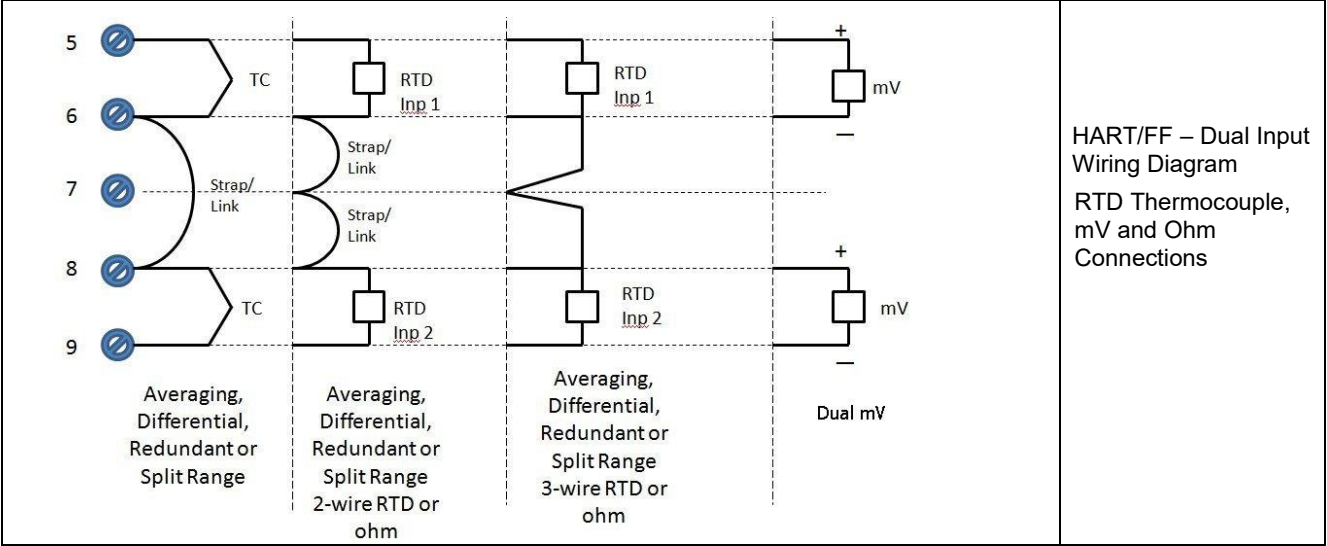 5
TC
6
Strap/
Link
7
8
TC
9
Averaging,
Differential,
Redundant or
Split Range
RTD
Inp 1
Strap/
Link
Strap/
Link
RTD
Inp 2
Averaging,
Differential,
Redundant or
Split Range
2-wire RTD or
ohm
RTD
Inp 1
RTD
Inp 2
Averaging,
Differential,
Redundant or
Split Range
3-wire RTD or
ohm
+
mV
—
+
mV
—
Dual mV
HART/FF – Dual Input
Wiring Diagram
RTD Thermocouple,
mV and Ohm
Connections